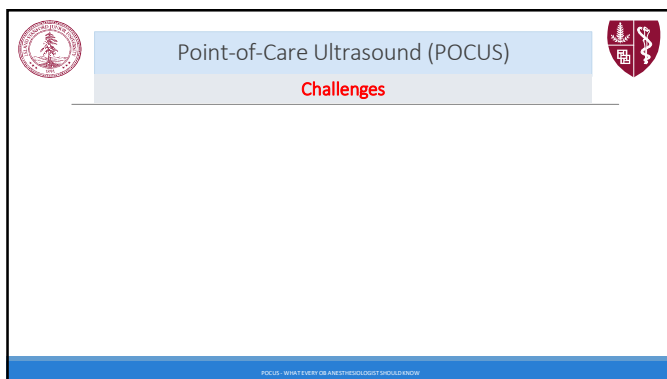 Point-of-Care Ultrasound (POCUS)
Challenges
POCUS - WHAT EVERY OB ANESTHESIOLOGIST SHOULD KNOW